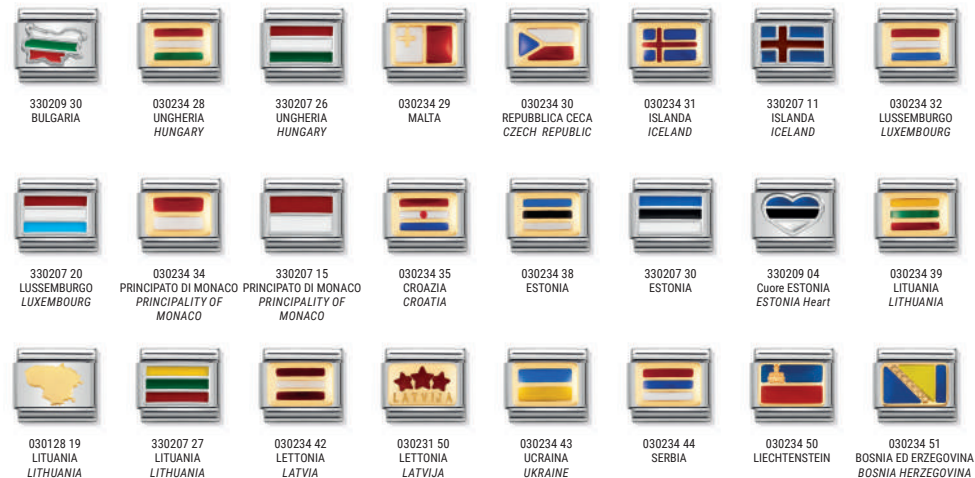 330209 30
BULGARIA
030234 28
UNGHERIA
HUNGARY
330207 26
UNGHERIA
HUNGARY
030234 29
MALTA
030234 30
REPUBBLICA CECA
CZECH REPUBLIC
030234 31
ISLANDA
ICELAND
330207 11
ISLANDA
ICELAND
030234 32
LUSSEMBURGO
LUXEMBOURG
330207 20
LUSSEMBURGO
LUXEMBOURG
030234 34
PRINCIPATO DI MONACO
PRINCIPALITY OF
MONACO
330207 15
PRINCIPATO DI MONACO
PRINCIPALITY OF
MONACO
030234 35
CROAZIA
CROATIA
030234 38
ESTONIA
330207 30
ESTONIA
330209 04
Cuore ESTONIA
ESTONIA Heart
030234 39
LITUANIA
LITHUANIA
LATVIJA
030128 19
LITUANIA
LITHUANIA
330207 27
LITUANIA
LITHUANIA
030234 42
LETTONIA
LATVIA
030231 50
LETTONIA
LATVIJA
030234 43
UCRAINA
UKRAINE
030234 44
SERBIA
030234 50
LIECHTENSTEIN
030234 51
BOSNIA ED ERZEGOVINA
BOSNIA HERZEGOVINA